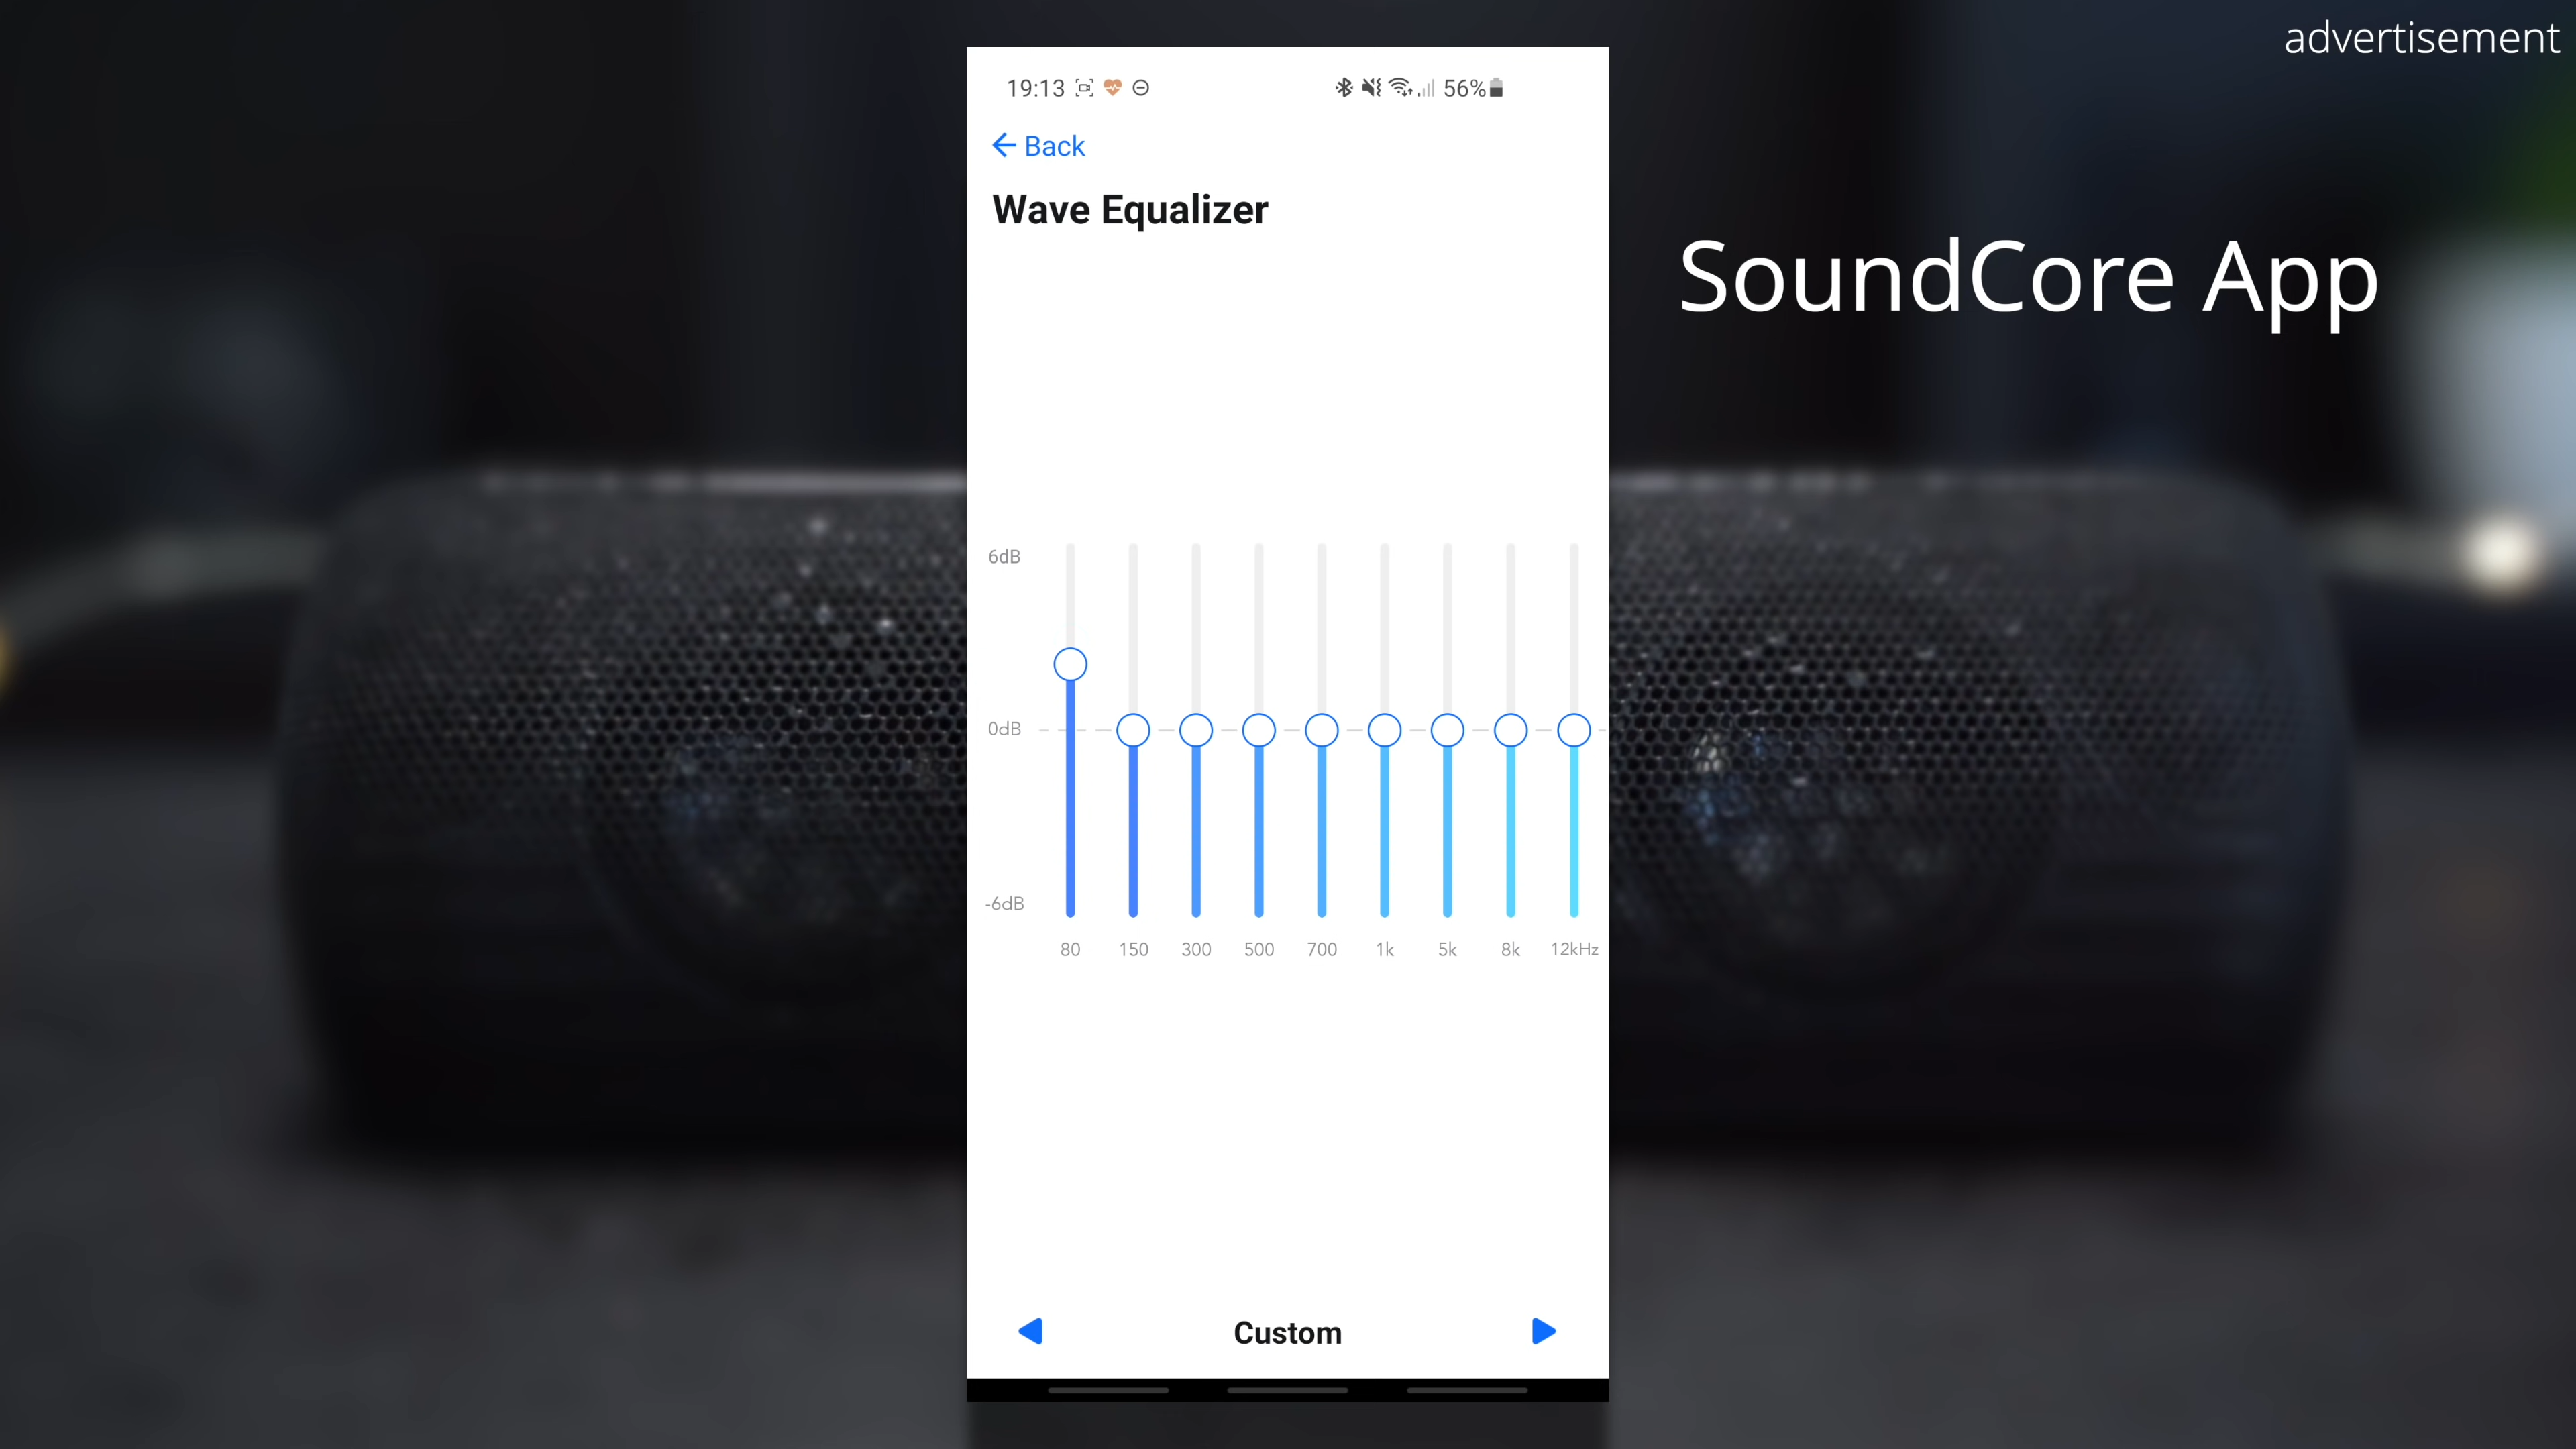 advertisement
19:13 56%
Back
Wave Equalizer
SoundCore App
6dB
0dB
-6dB
80 150 300 500 700 1k 5k 8k 12kHz
Custom